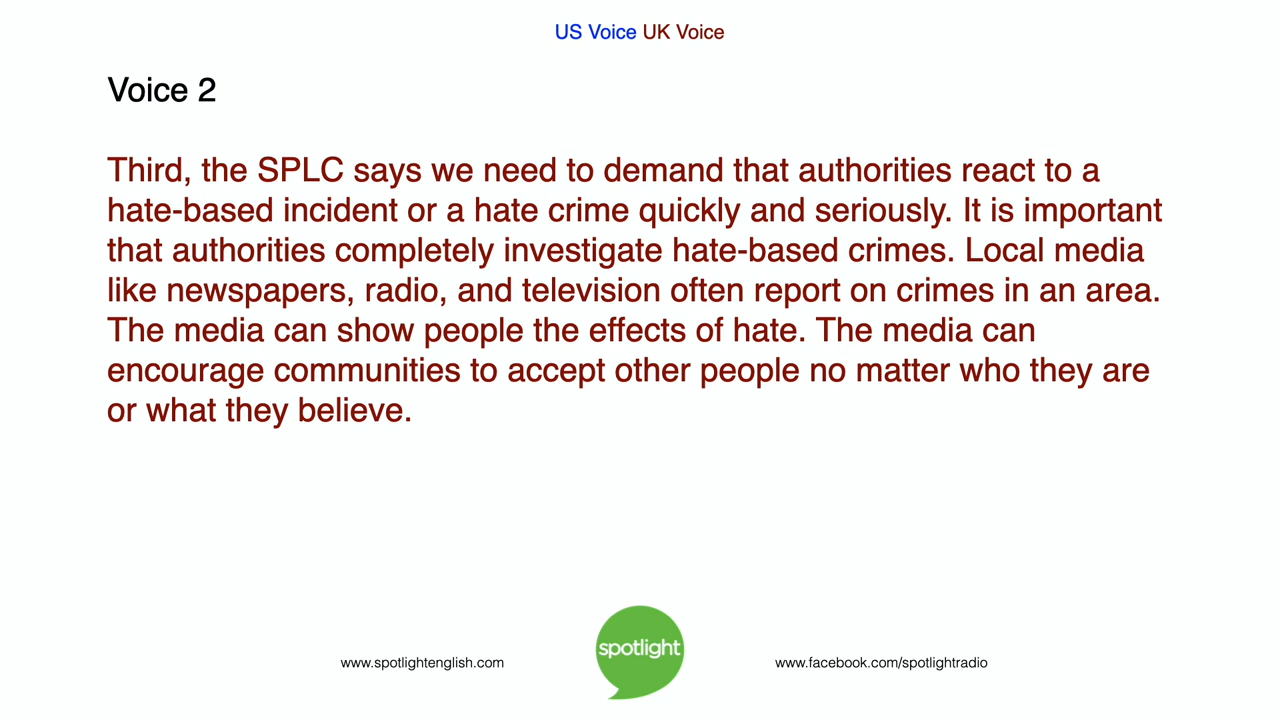 US Voice UK Voice
Voice 2
Third, the SPLC says we need to demand that authorities react to a
hate-based incident or a hate crime quickly and seriously. It is important
that authorities completely investigate hate-based crimes. Local media
like newspapers, radio, and television often report on crimes in an area.
The media can show people the effects of hate. The media can
encourage communities to accept other people no matter who they are
or what they believe.
www.spotlightenglish.com
spotlight
www.facebook.com/spotlightradio